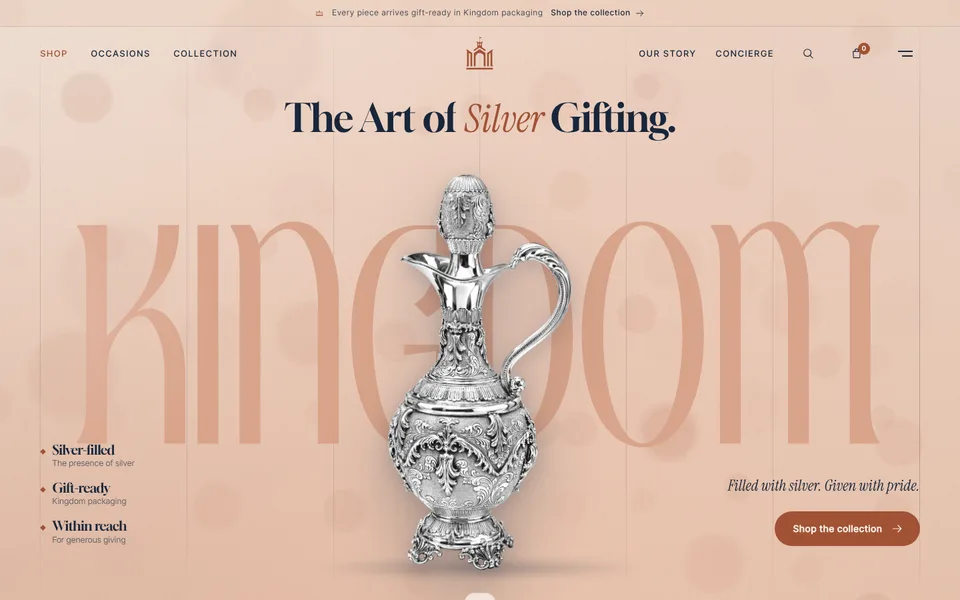 Every piece arrives gift-ready in Kingdom packaging Shop the collection →
SHOP OCCASIONS COLLECTION
OUR STORY CONCIERGE
0
The Art of Silver Gifting.
KINGDOM
Silver-filled
The presence of silver
Gift-ready
Kingdom packaging
Within reach
For generous giving
Filled with silver. Given with pride.
Shop the collection →